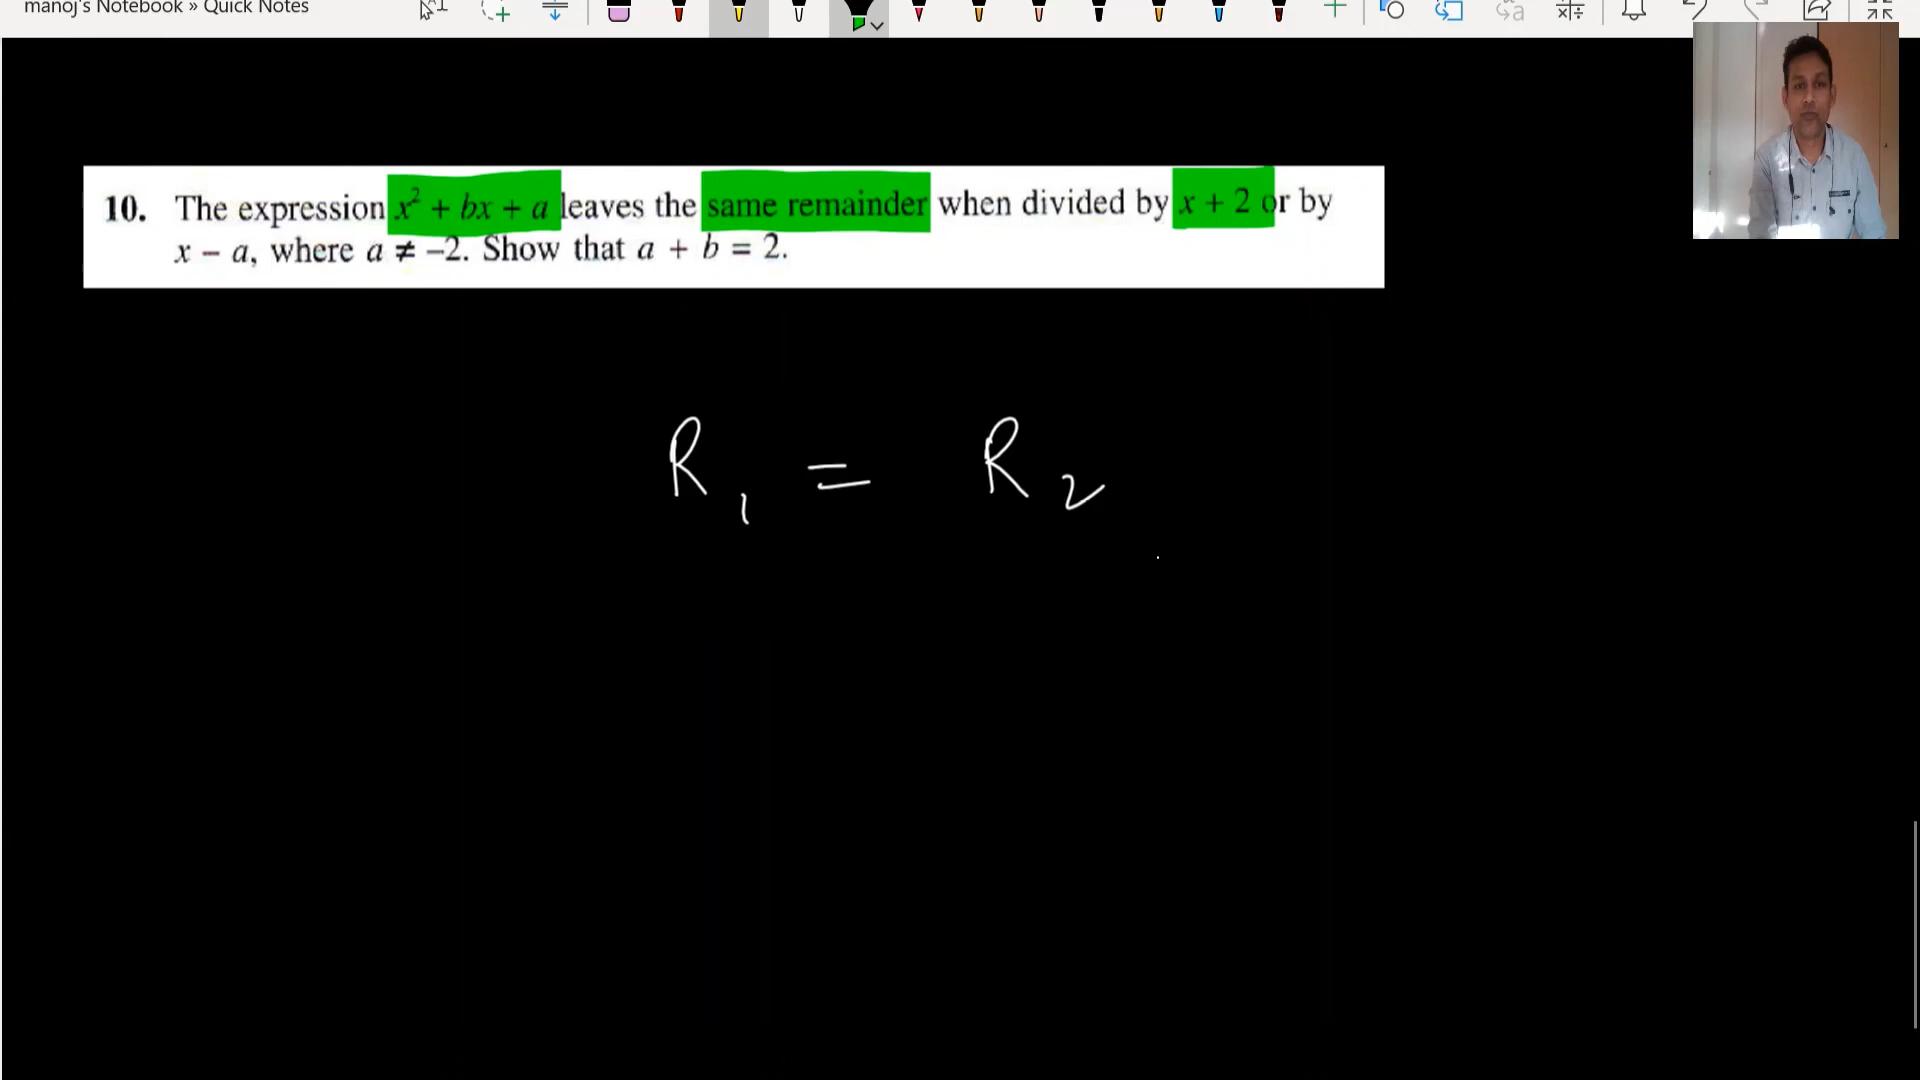 manoj's Notebook » Quick Notes
10. The expression x² + bx + a leaves the same remainder when divided by x + 2 or by
x − a, where a ≠ −2. Show that a + b = 2.
R₁ = R₂